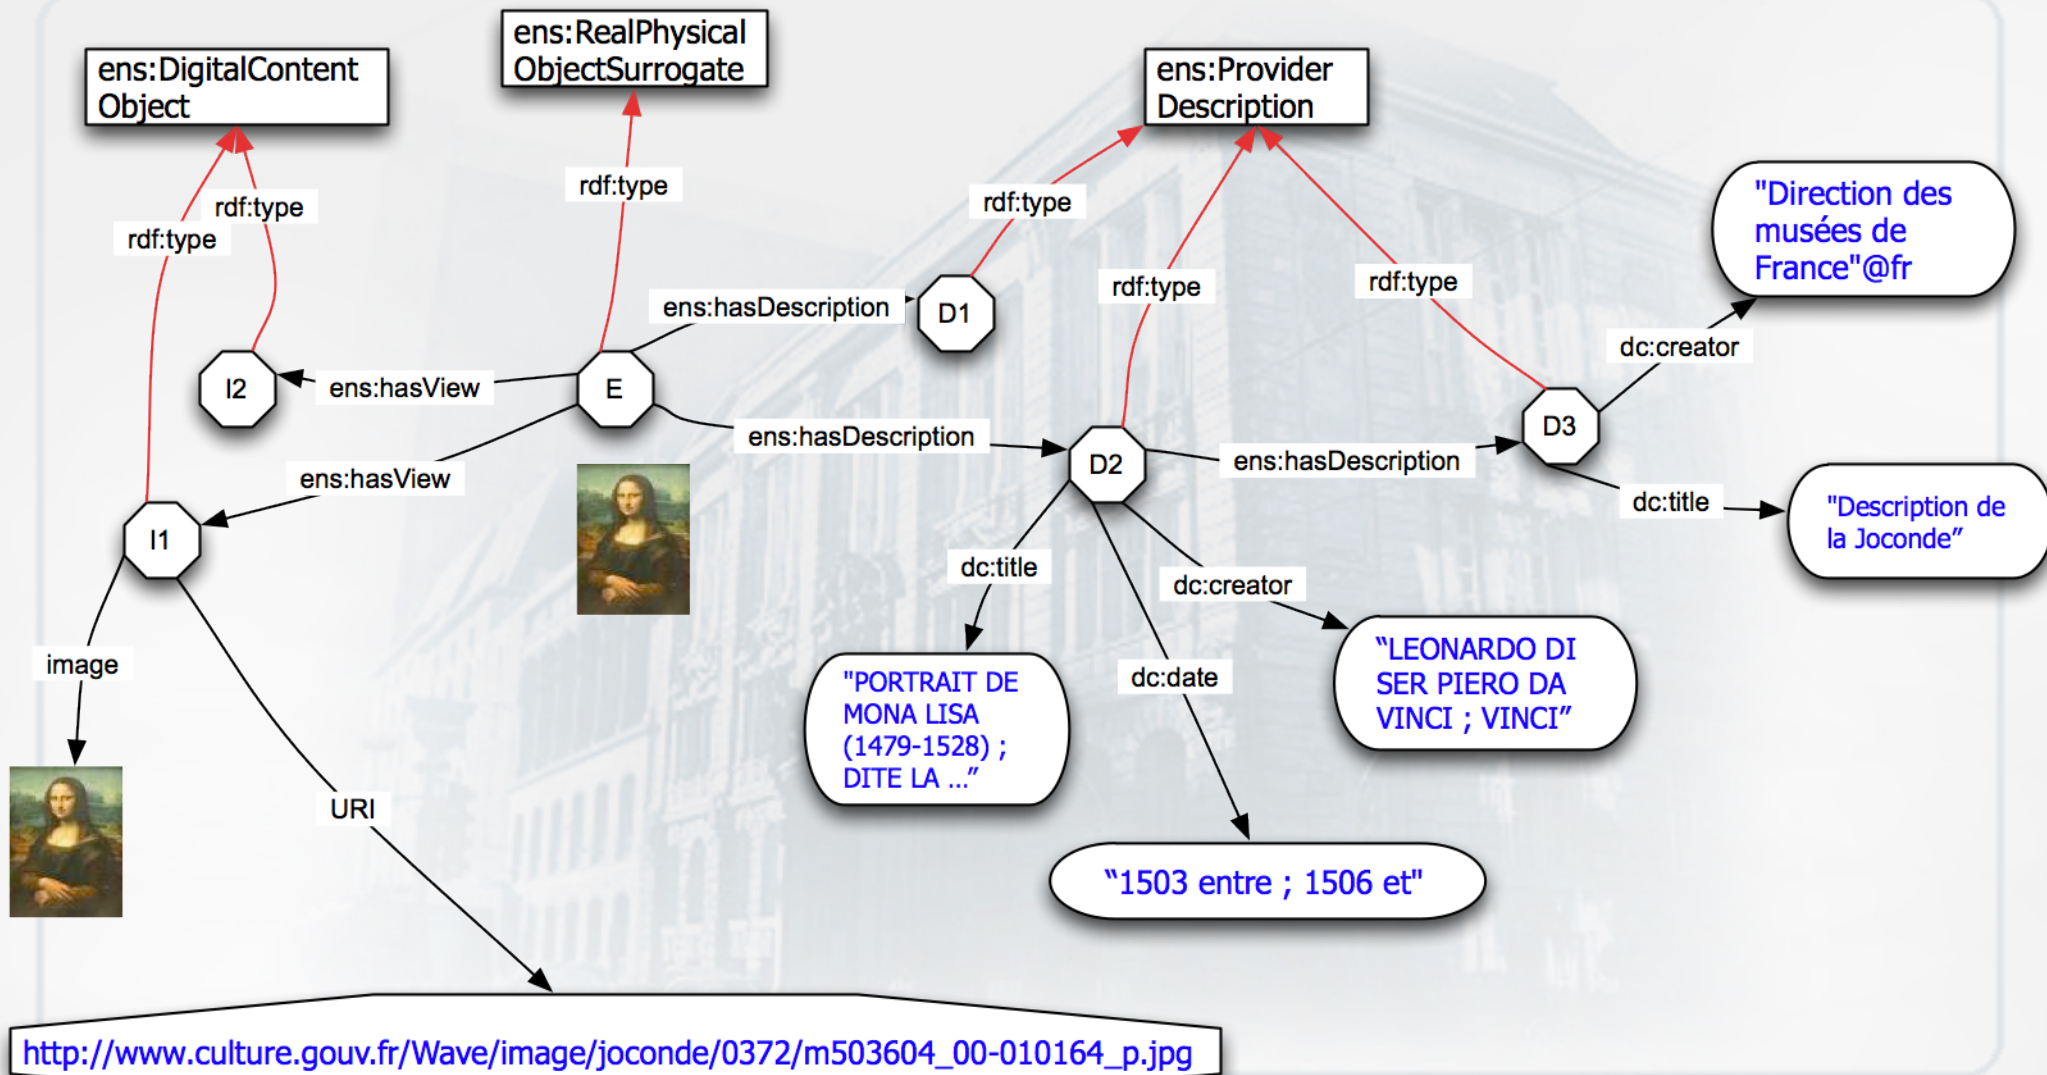 ens:RealPhysical
ObjectSurrogate
ens:DigitalContent
Object
ens:Provider
Description
rdf:type
rdf:type
rdf:type
rdf:type
rdf:type
rdf:type
"Direction des
musées de
France"@fr
ens:hasDescription
D1
dc:creator
I2
ens:hasView
E
ens:hasDescription
D2
ens:hasDescription
D3
ens:hasView
dc:title
"Description de
la Joconde”
I1
dc:title
dc:creator
image
dc:date
"PORTRAIT DE
MONA LISA
(1479-1528) ;
DITE LA ...”
“LEONARDO DI
SER PIERO DA
VINCI ; VINCI”
URI
“1503 entre ; 1506 et"
http://www.culture.gouv.fr/Wave/image/joconde/0372/m503604_00-010164_p.jpg